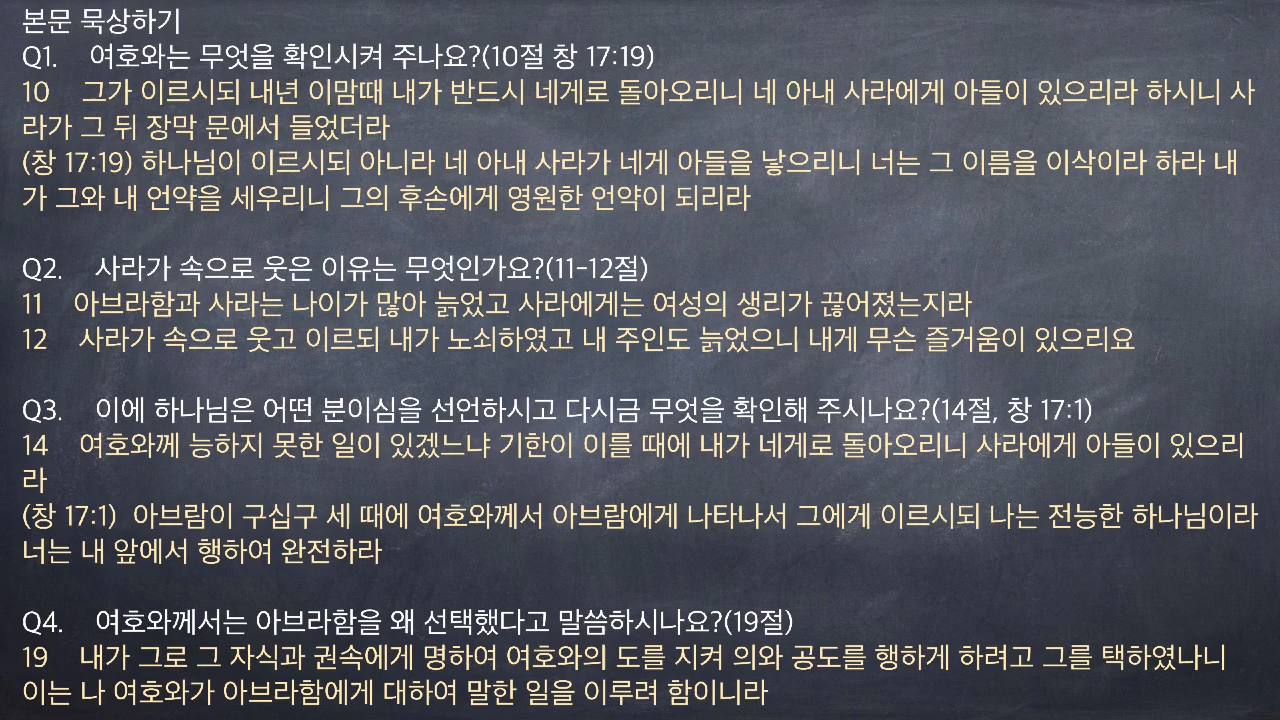 본문 묵상하기
Q1. 여호와는 무엇을 확인시켜 주나요?(10절 창 17:19)
10 그가 이르시되 내년 이맘때 내가 반드시 네게로 돌아오리니 네 아내 사라에게 아들이 있으리라 하시니 사
라가 그 뒤 장막 문에서 들었더라
(창 17:19) 하나님이 이르시되 아니라 네 아내 사라가 네게 아들을 낳으리니 너는 그 이름을 이삭이라 하라 내
가 그와 내 언약을 세우리니 그의 후손에게 영원한 언약이 되리라
Q2. 사라가 속으로 웃은 이유는 무엇인가요?(11-12절)
11 아브라함과 사라는 나이가 많아 늙었고 사라에게는 여성의 생리가 끊어졌는지라
12 사라가 속으로 웃고 이르되 내가 노쇠하였고 내 주인도 늙었으니 내게 무슨 즐거움이 있으리요
Q3. 이에 하나님은 어떤 분이심을 선언하시고 다시금 무엇을 확인해 주시나요?(14절, 창 17:1)
14 여호와께 능하지 못한 일이 있겠느냐 기한이 이를 때에 내가 네게로 돌아오리니 사라에게 아들이 있으리
라
(창 17:1) 아브람이 구십구 세 때에 여호와께서 아브람에게 나타나서 그에게 이르시되 나는 전능한 하나님이라
너는 내 앞에서 행하여 완전하라
Q4. 여호와께서는 아브라함을 왜 선택했다고 말씀하시나요?(19절)
19 내가 그로 그 자식과 권속에게 명하여 여호와의 도를 지켜 의와 공도를 행하게 하려고 그를 택하였나니
이는 나 여호와가 아브라함에게 대하여 말한 일을 이루려 함이니라